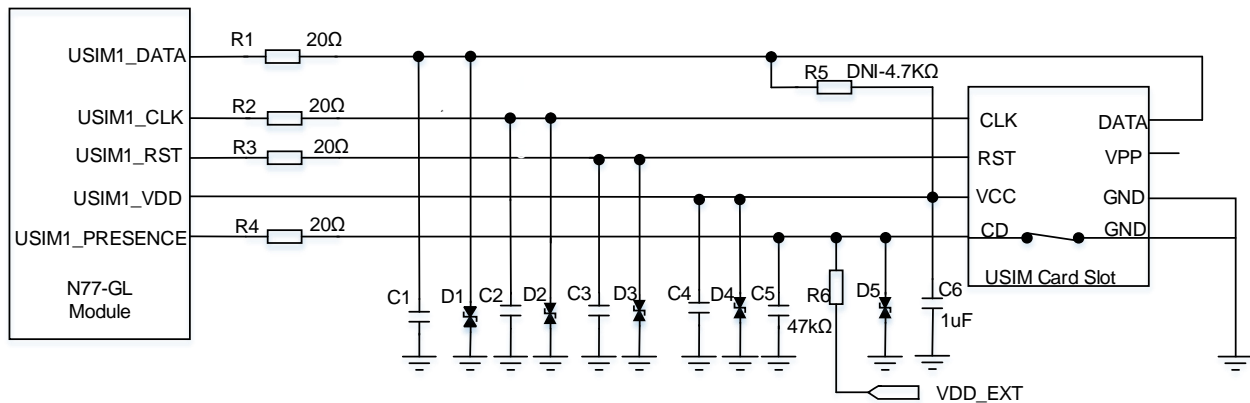 USIM1_DATA
R1
20Ω
R5
DNI-4.7KΩ
USIM1_CLK
R2
20Ω
CLK
DATA
USIM1_RST
R3
20Ω
RST
VPP
USIM1_VDD
VCC
GND
USIM1_PRESENCE
R4
20Ω
CD
GND
USIM Card Slot
N77-GL
Module
C1
D1
C2
D2
C3
D3
C4
D4
C5
R6
D5
C6
47kΩ
1uF
VDD_EXT